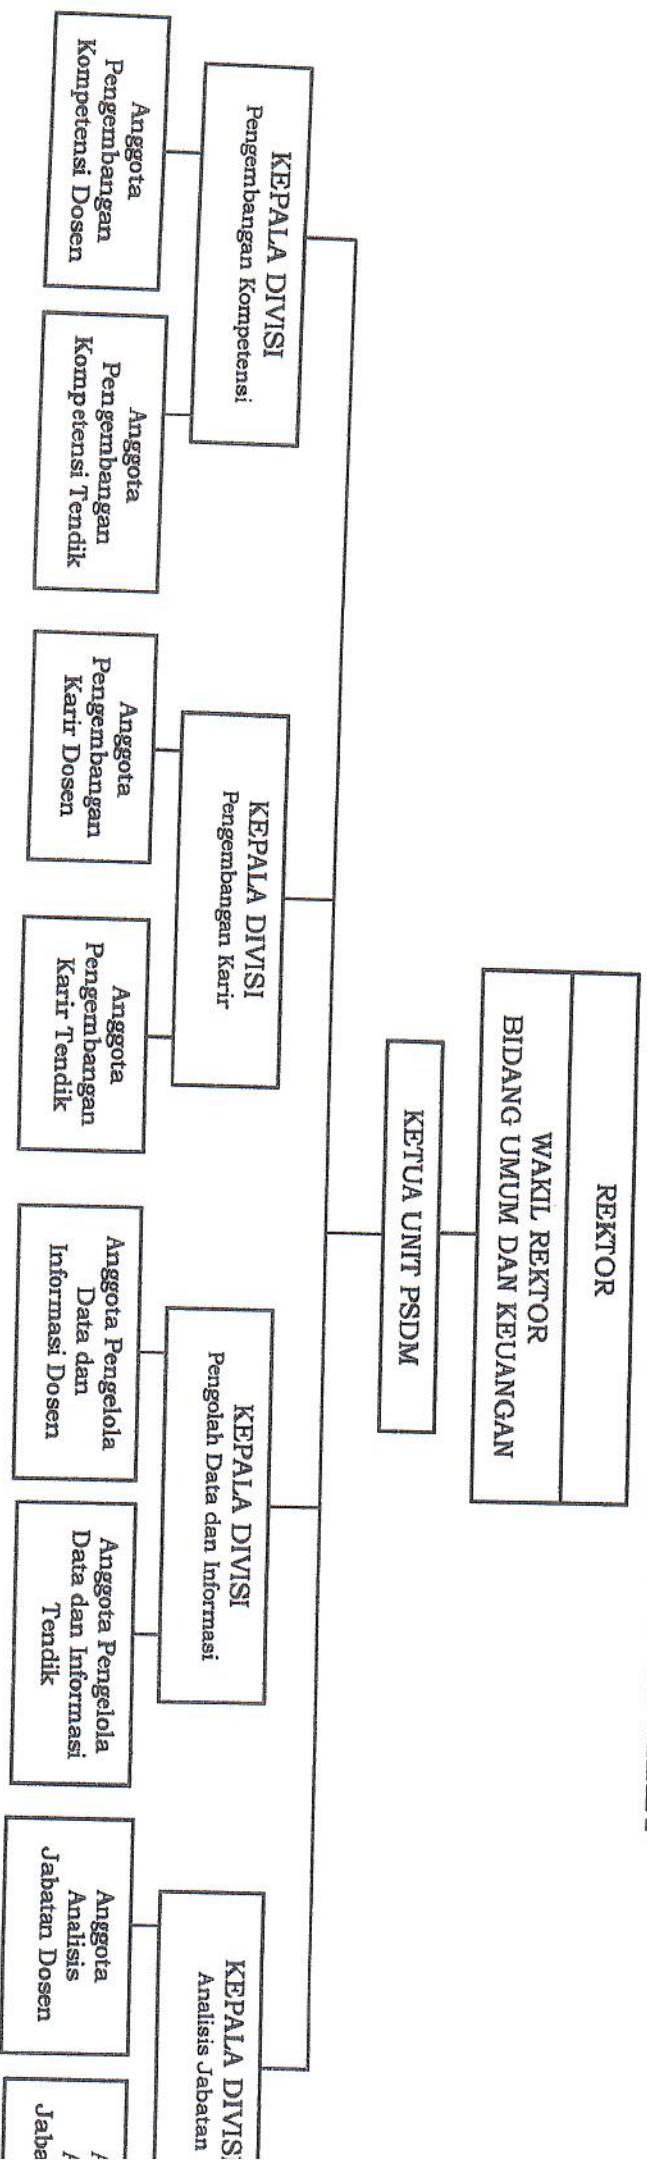 REKTOR
WAKIL REKTOR
BIDANG UMUM DAN KEUANGAN
KETUA UNIT PSDM
KEPALA DIVISI
Pengembangan Kompetensi
KEPALA DIVISI
Pengembangan Karir
KEPALA DIVISI
Pengolah Data dan Informasi
KEPALA DIVISI
Analisis Jabatan
Anggota
Pengembangan
Kompetensi Dosen
Anggota
Pengembangan
Kompetensi Tendik
Anggota
Pengembangan
Karir Dosen
Anggota
Pengembangan
Karir Tendik
Anggota Pengelola
Data dan
Informasi Dosen
Anggota Pengelola
Data dan Informasi
Tendik
Anggota
Analisis
Jabatan Dosen